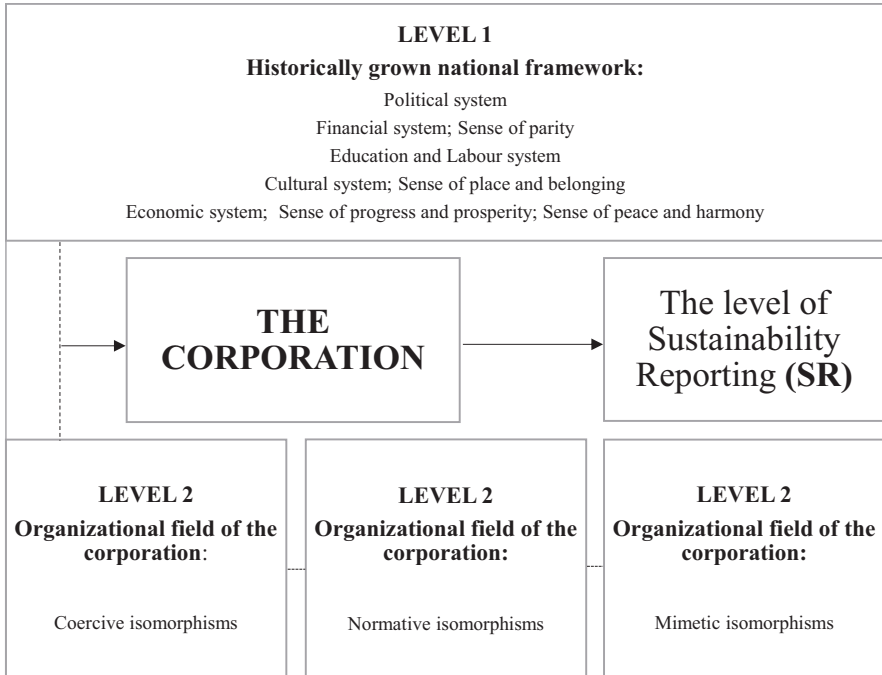 LEVEL 1
Historically grown national framework:
Political system
Financial system; Sense of parity
Education and Labour system
Cultural system; Sense of place and belonging
Economic system; Sense of progress and prosperity; Sense of peace and harmony
THE
CORPORATION
The level of
Sustainability
Reporting (SR)
LEVEL 2
Organizational field of the
corporation:
Coercive isomorphisms
LEVEL 2
Organizational field of the
corporation:
Normative isomorphisms
LEVEL 2
Organizational field of the
corporation:
Mimetic isomorphisms